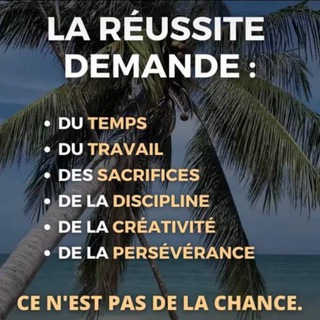 LA RÉUSSITE
DEMANDE :
• DU TEMPS
• DU TRAVAIL
• DES SACRIFICES
• DE LA DISCIPLINE
• DE LA CRÉATIVITÉ
• DE LA PERSÉVÉRANCE
CE N'EST PAS DE LA CHANCE.